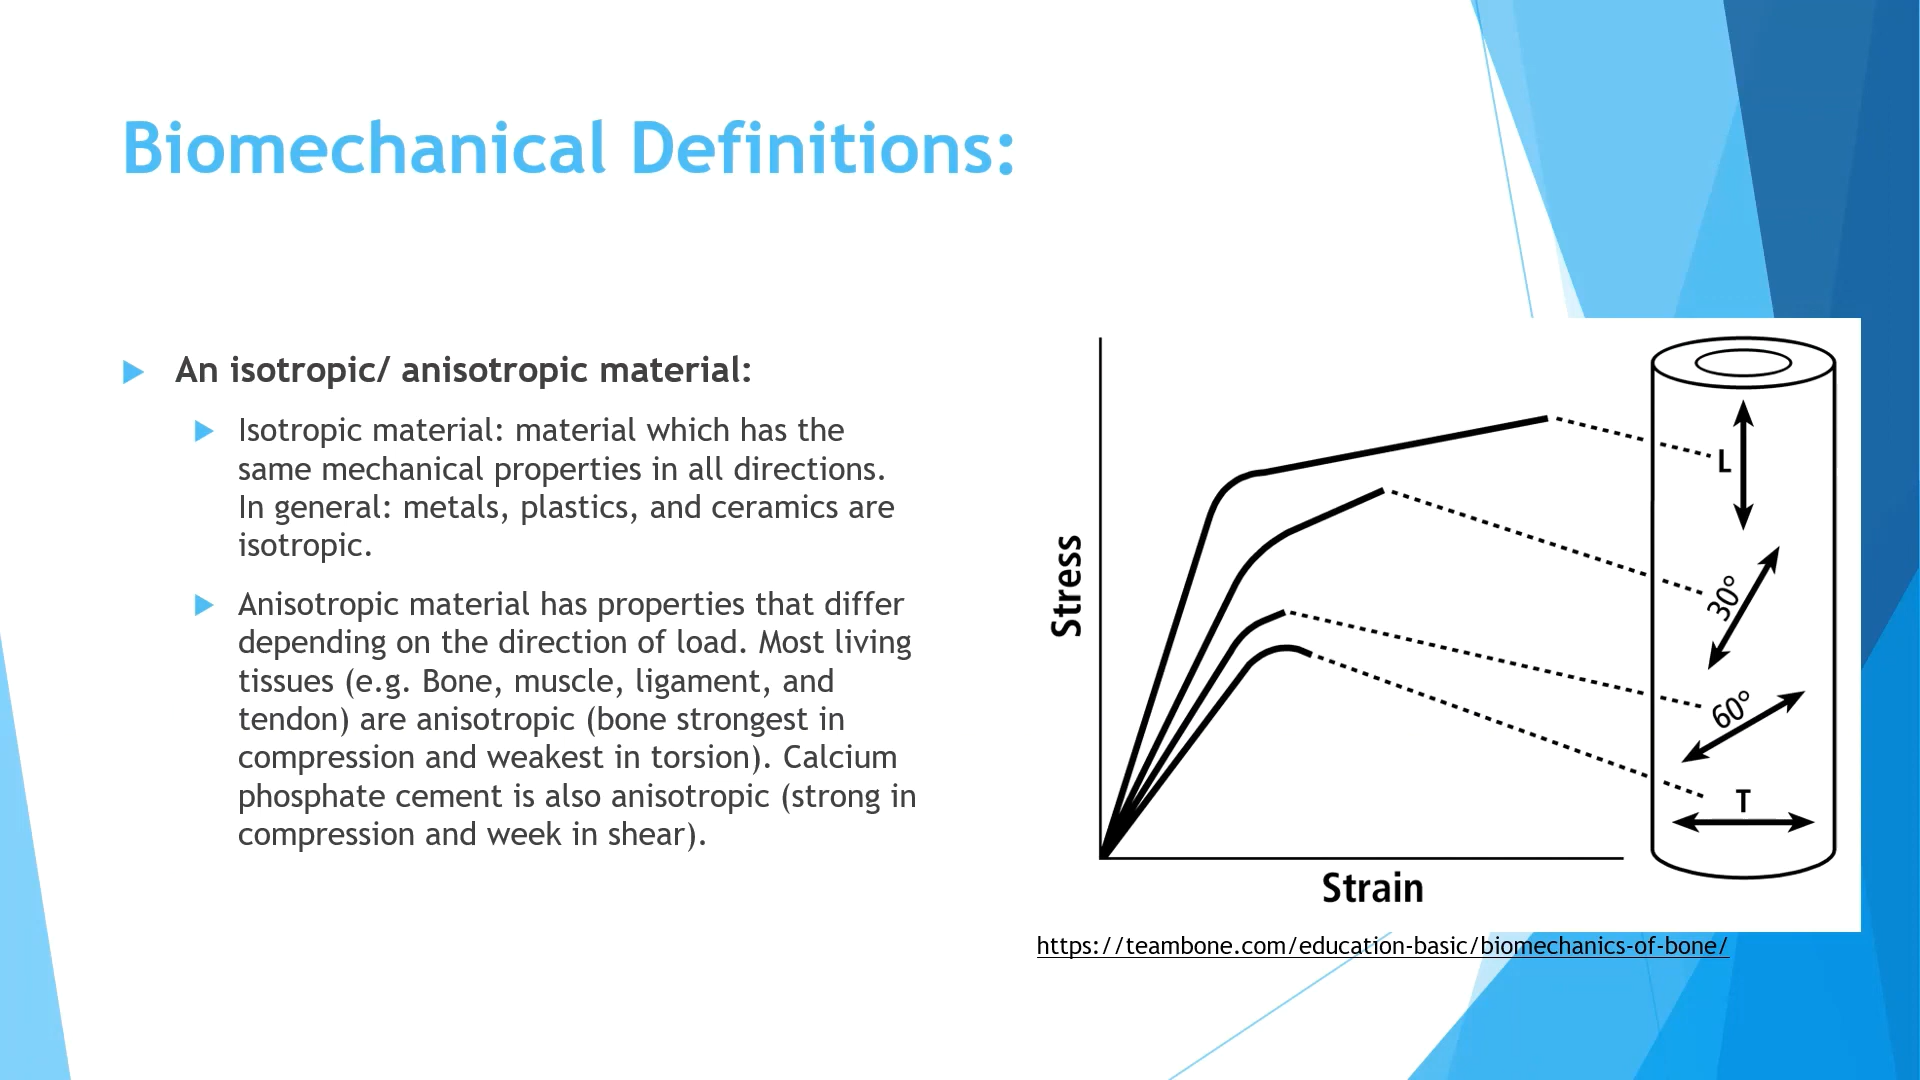 Biomechanical Definitions:
An isotropic/ anisotropic material:
Isotropic material: material which has the
same mechanical properties in all directions.
In general: metals, plastics, and ceramics are
isotropic.
Anisotropic material has properties that differ
depending on the direction of load. Most living
tissues (e.g. Bone, muscle, ligament, and
tendon) are anisotropic (bone strongest in
compression and weakest in torsion). Calcium
phosphate cement is also anisotropic (strong in
compression and week in shear).
Stress
Strain
L
30°
60°
T
https://teambone.com/education-basic/biomechanics-of-bone/